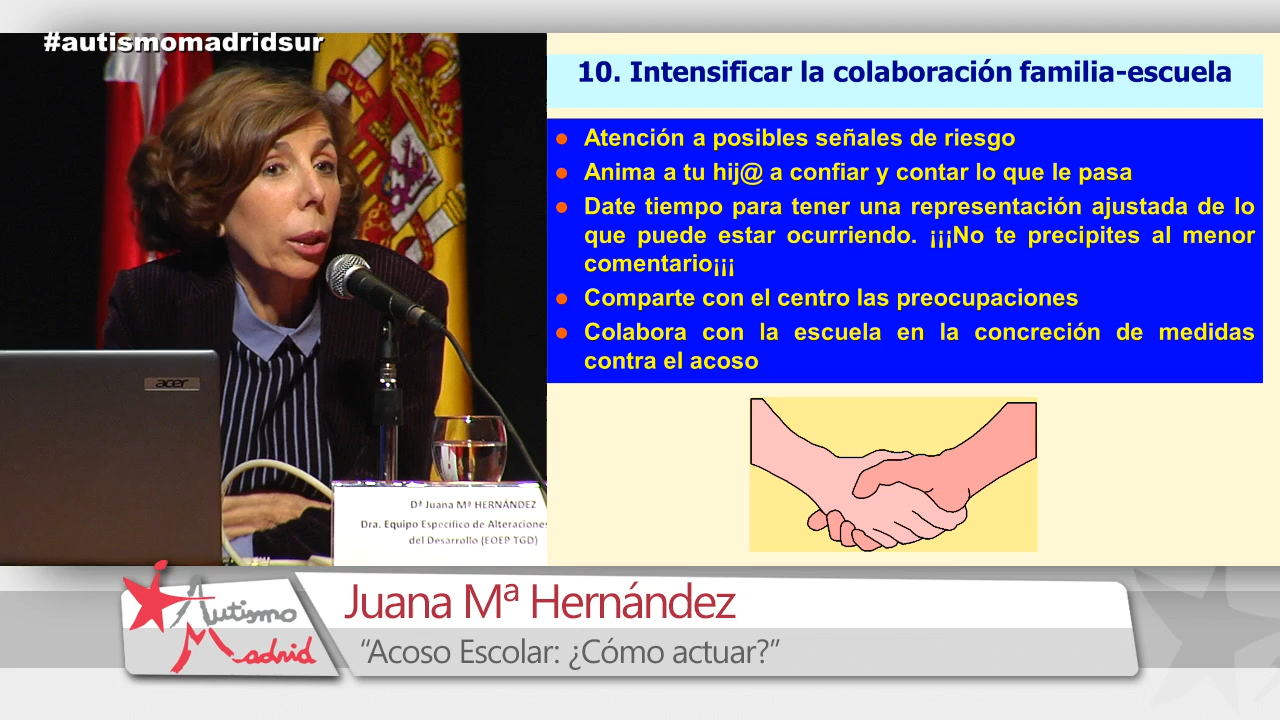 #autismomadridsur
10. Intensificar la colaboración familia-escuela
Atención a posibles señales de riesgo
Anima a tu hij@ a confiar y contar lo que le pasa
Date tiempo para tener una representación ajustada de lo
que puede estar ocurriendo. ¡¡¡No te precipites al menor
comentario¡¡¡
Comparte con el centro las preocupaciones
Colabora con la escuela en la concreción de medidas
contra el acoso
acer
Dª Juana Mª HERNÁNDEZ
Dra. Equipo Específico de Alteraciones
del Desarrollo (EOEP TGD)
Autismo
Madrid
Juana Mª Hernández
“Acoso Escolar: ¿Cómo actuar?”